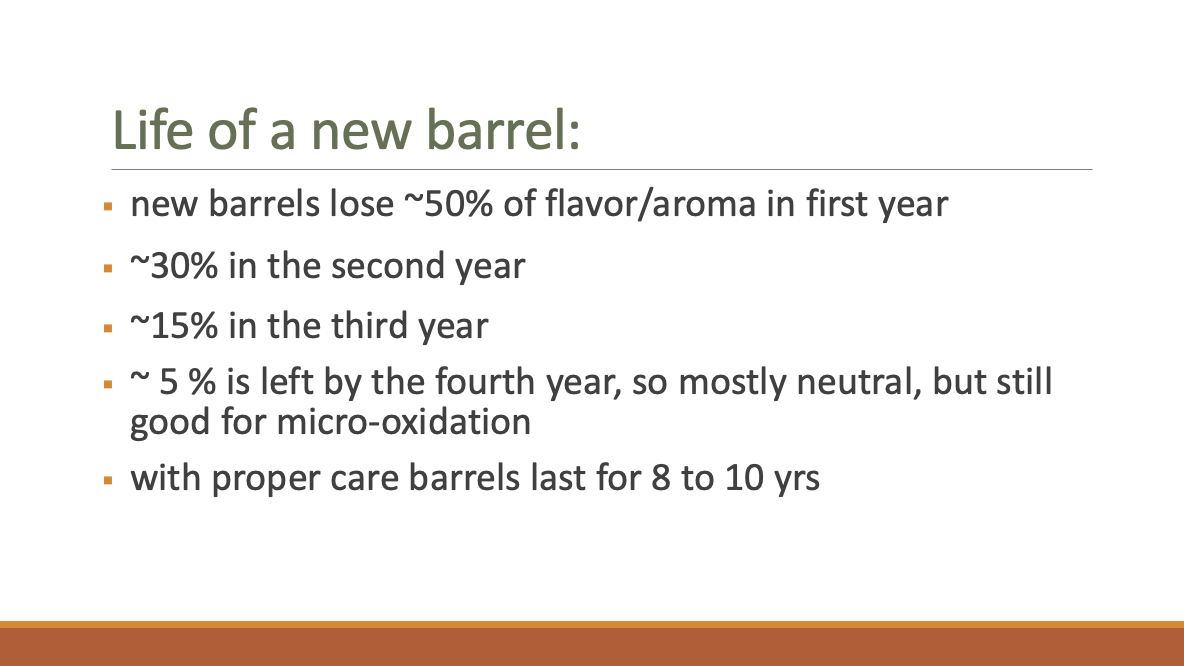 Life of a new barrel:
▪ new barrels lose ~50% of flavor/aroma in first year
▪ ~30% in the second year
▪ ~15% in the third year
▪ ~ 5 % is left by the fourth year, so mostly neutral, but still
good for micro-oxidation
▪ with proper care barrels last for 8 to 10 yrs